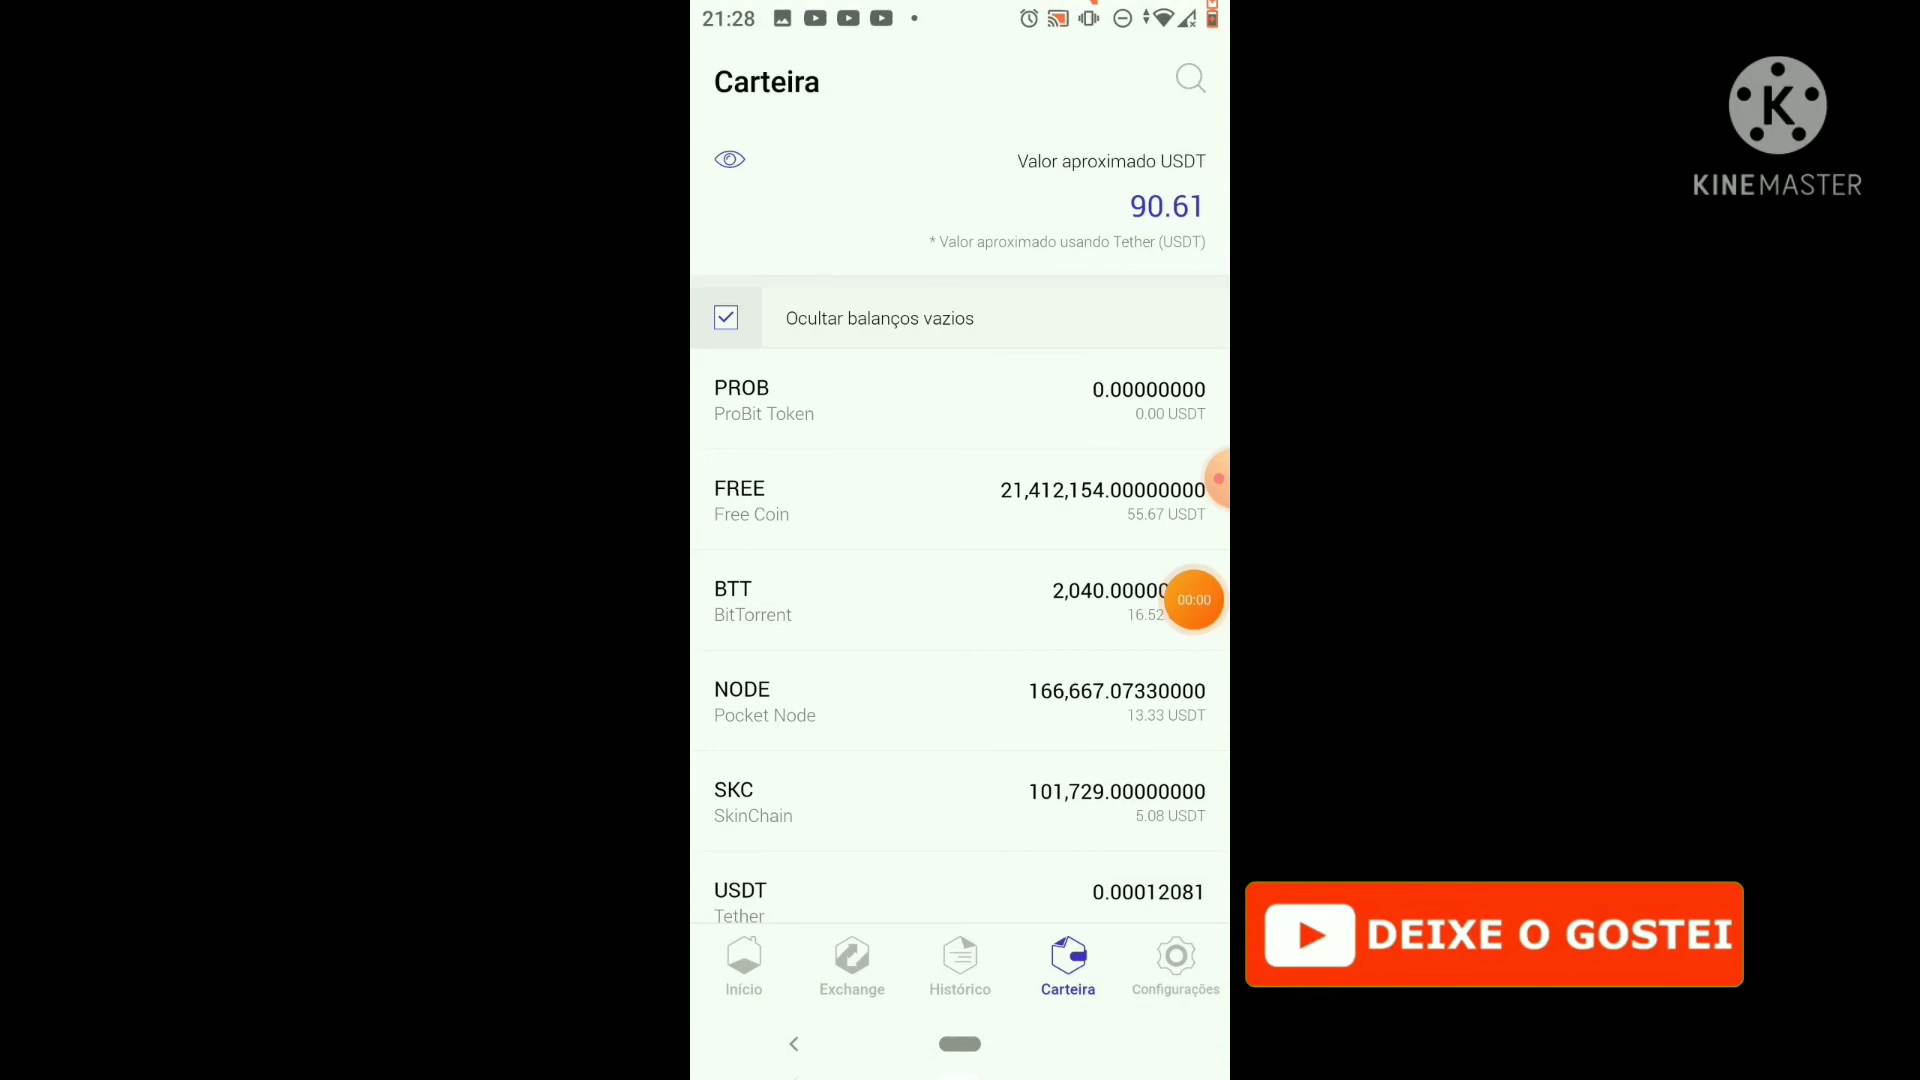 21:28
Carteira
Valor aproximado USDT
90.61
* Valor aproximado usando Tether (USDT)
Ocultar balanços vazios
PROB 0.00000000
ProBit Token 0.00 USDT
FREE 21,412,154.00000000
Free Coin 55.67 USDT
BTT 2,040.00000
BitTorrent 16.52
00:00
NODE 166,667.07330000
Pocket Node 13.33 USDT
SKC 101,729.00000000
SkinChain 5.08 USDT
USDT 0.00012081
Tether
Início Exchange Histórico Carteira Configurações
K
KINEMASTER
DEIXE O GOSTEI